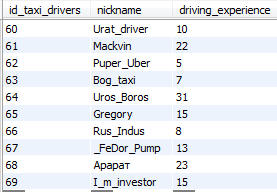 id_taxi_drivers nickname driving_experience
60 Urat_driver 10
61 Mackvin 22
62 Puper_Uber 5
63 Bog_taxi 7
64 Uros_Boros 31
65 Gregory 15
66 Rus_Indus 8
67 _FeDor_Pump 13
68 Арарат 23
69 I_m_investor 15